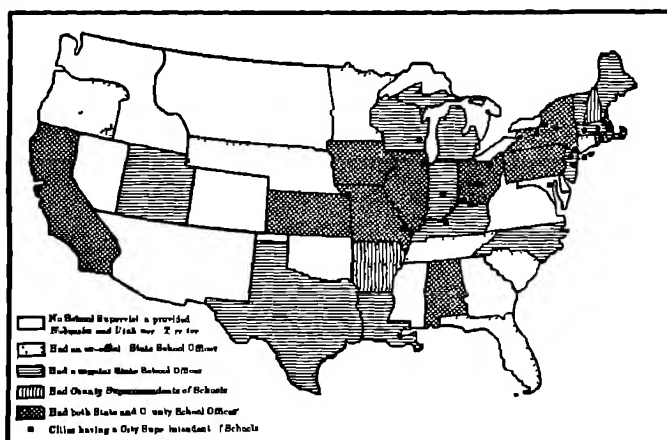 No School Supervision provided
Nebraska and Utah were Territories
Had an ex-officio State School Officer
Had a regular State School Officer
Had County Superintendents of Schools
Had both State and County School Officers
Cities having a City Superintendent of Schools